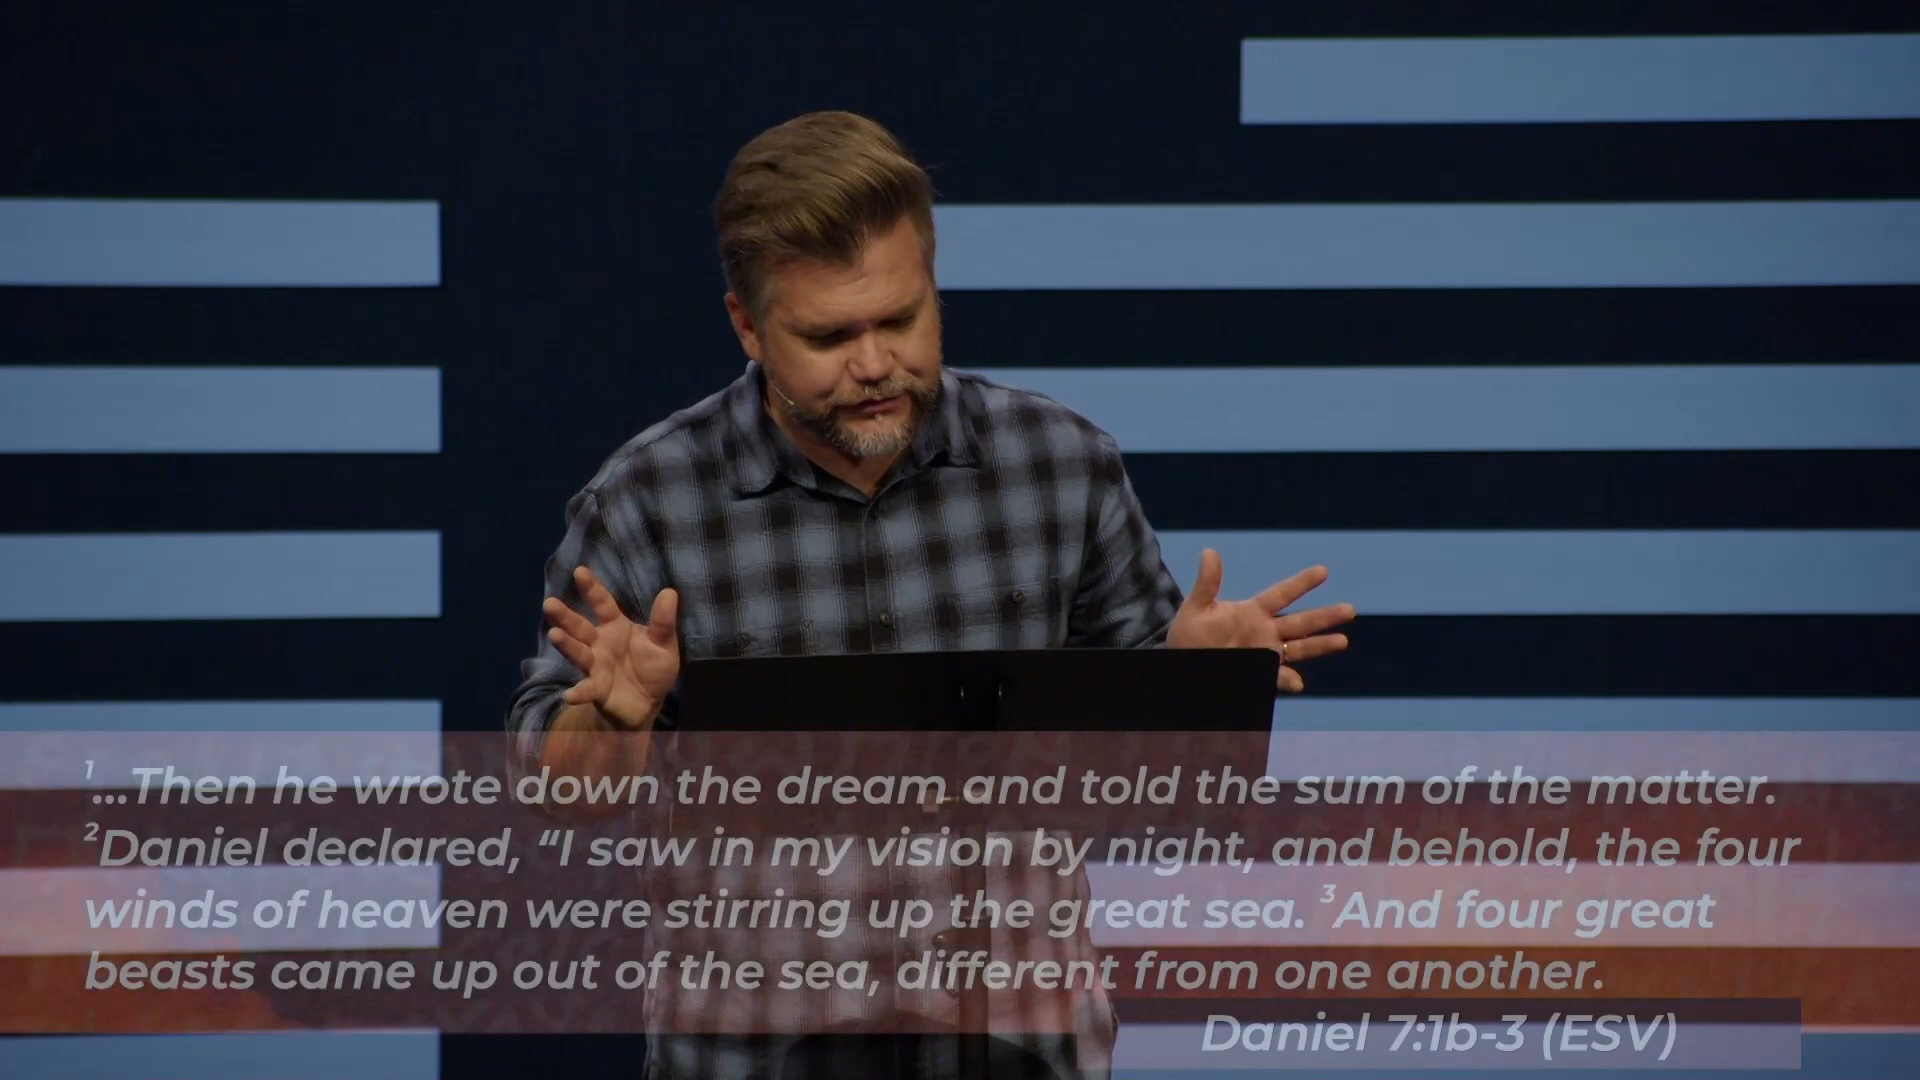 ¹...Then he wrote down the dream and told the sum of the matter.
²Daniel declared, “I saw in my vision by night, and behold, the four
winds of heaven were stirring up the great sea. ³And four great
beasts came up out of the sea, different from one another.
Daniel 7:1b-3 (ESV)